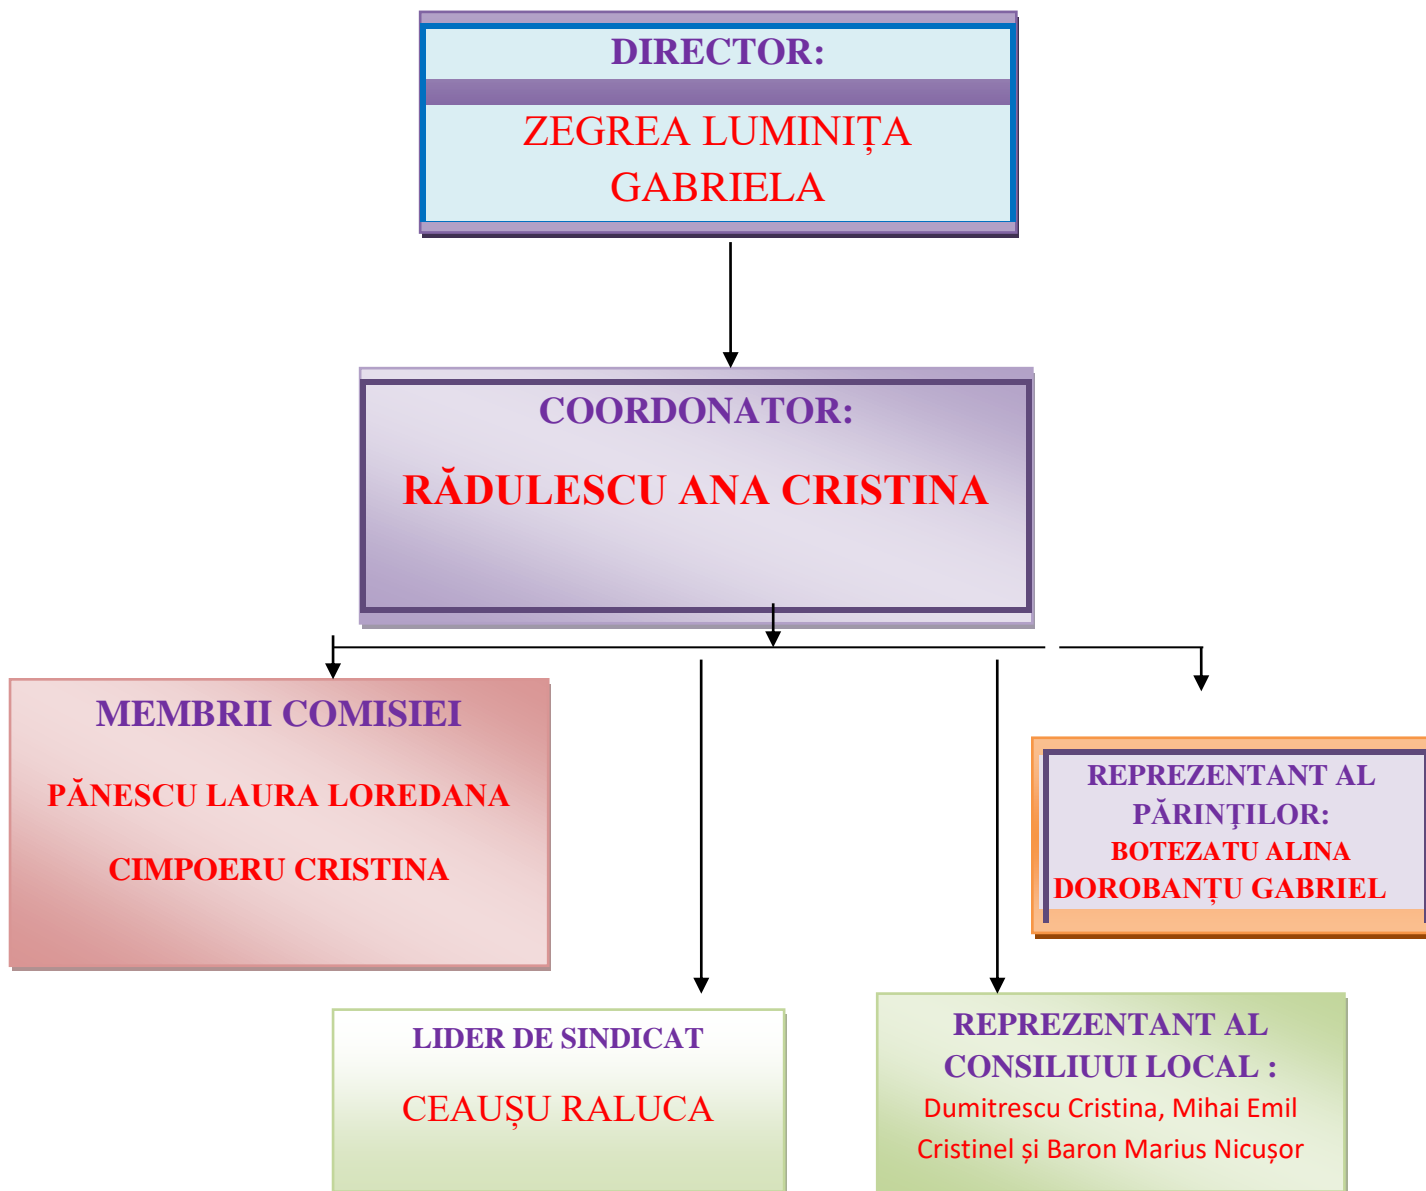 DIRECTOR:
ZEGREA LUMINIȚA
GABRIELA
COORDONATOR:
RĂDULESCU ANA CRISTINA
MEMBRII COMISIEI
PĂNESCU LAURA LOREDANA
CIMPOERU CRISTINA
REPREZENTANT AL
PĂRINŢILOR:
BOTEZATU ALINA
DOROBANȚU GABRIEL
LIDER DE SINDICAT
CEAUȘU RALUCA
REPREZENTANT AL
CONSILIUUI LOCAL :
Dumitrescu Cristina, Mihai Emil
Cristinel și Baron Marius Nicușor